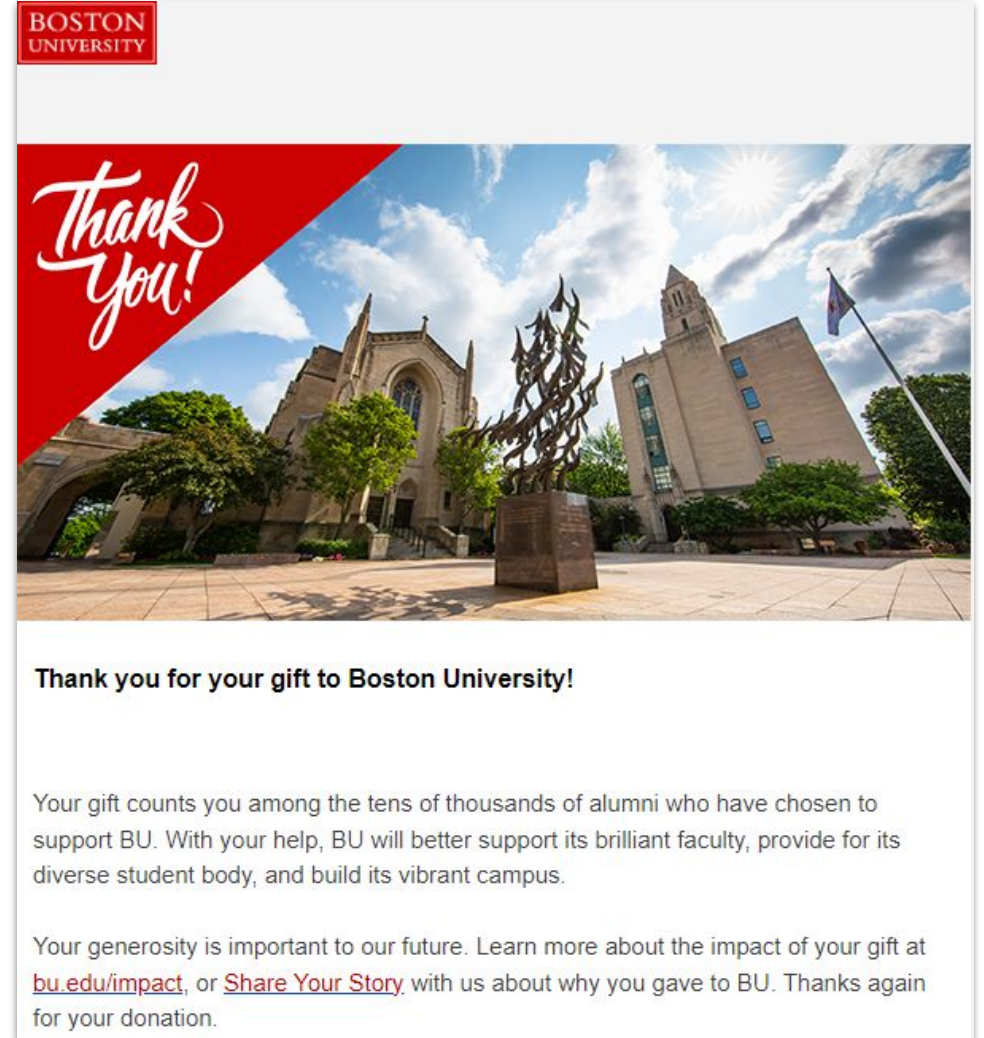 BOSTON
UNIVERSITY
Thank
You!
Thank you for your gift to Boston University!
Your gift counts you among the tens of thousands of alumni who have chosen to
support BU. With your help, BU will better support its brilliant faculty, provide for its
diverse student body, and build its vibrant campus.
Your generosity is important to our future. Learn more about the impact of your gift at
bu.edu/impact, or Share Your Story with us about why you gave to BU. Thanks again
for your donation.